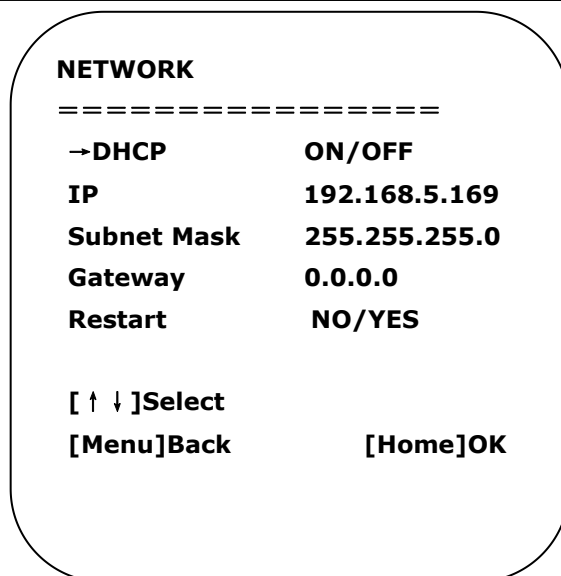 NETWORK
================
→DHCP ON/OFF
IP 192.168.5.169
Subnet Mask 255.255.255.0
Gateway 0.0.0.0
Restart NO/YES
[↑↓]Select
[Menu]Back [Home]OK